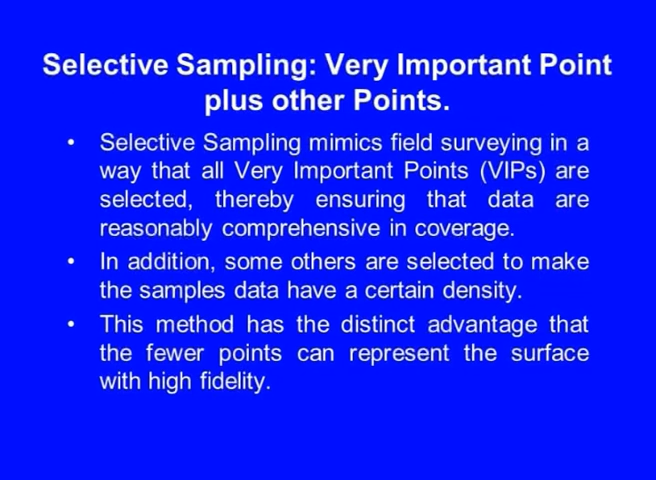 Selective Sampling: Very Important Point
plus other Points.
• Selective Sampling mimics field surveying in a
way that all Very Important Points (VIPs) are
selected, thereby ensuring that data are
reasonably comprehensive in coverage.
• In addition, some others are selected to make
the samples data have a certain density.
• This method has the distinct advantage that
the fewer points can represent the surface
with high fidelity.